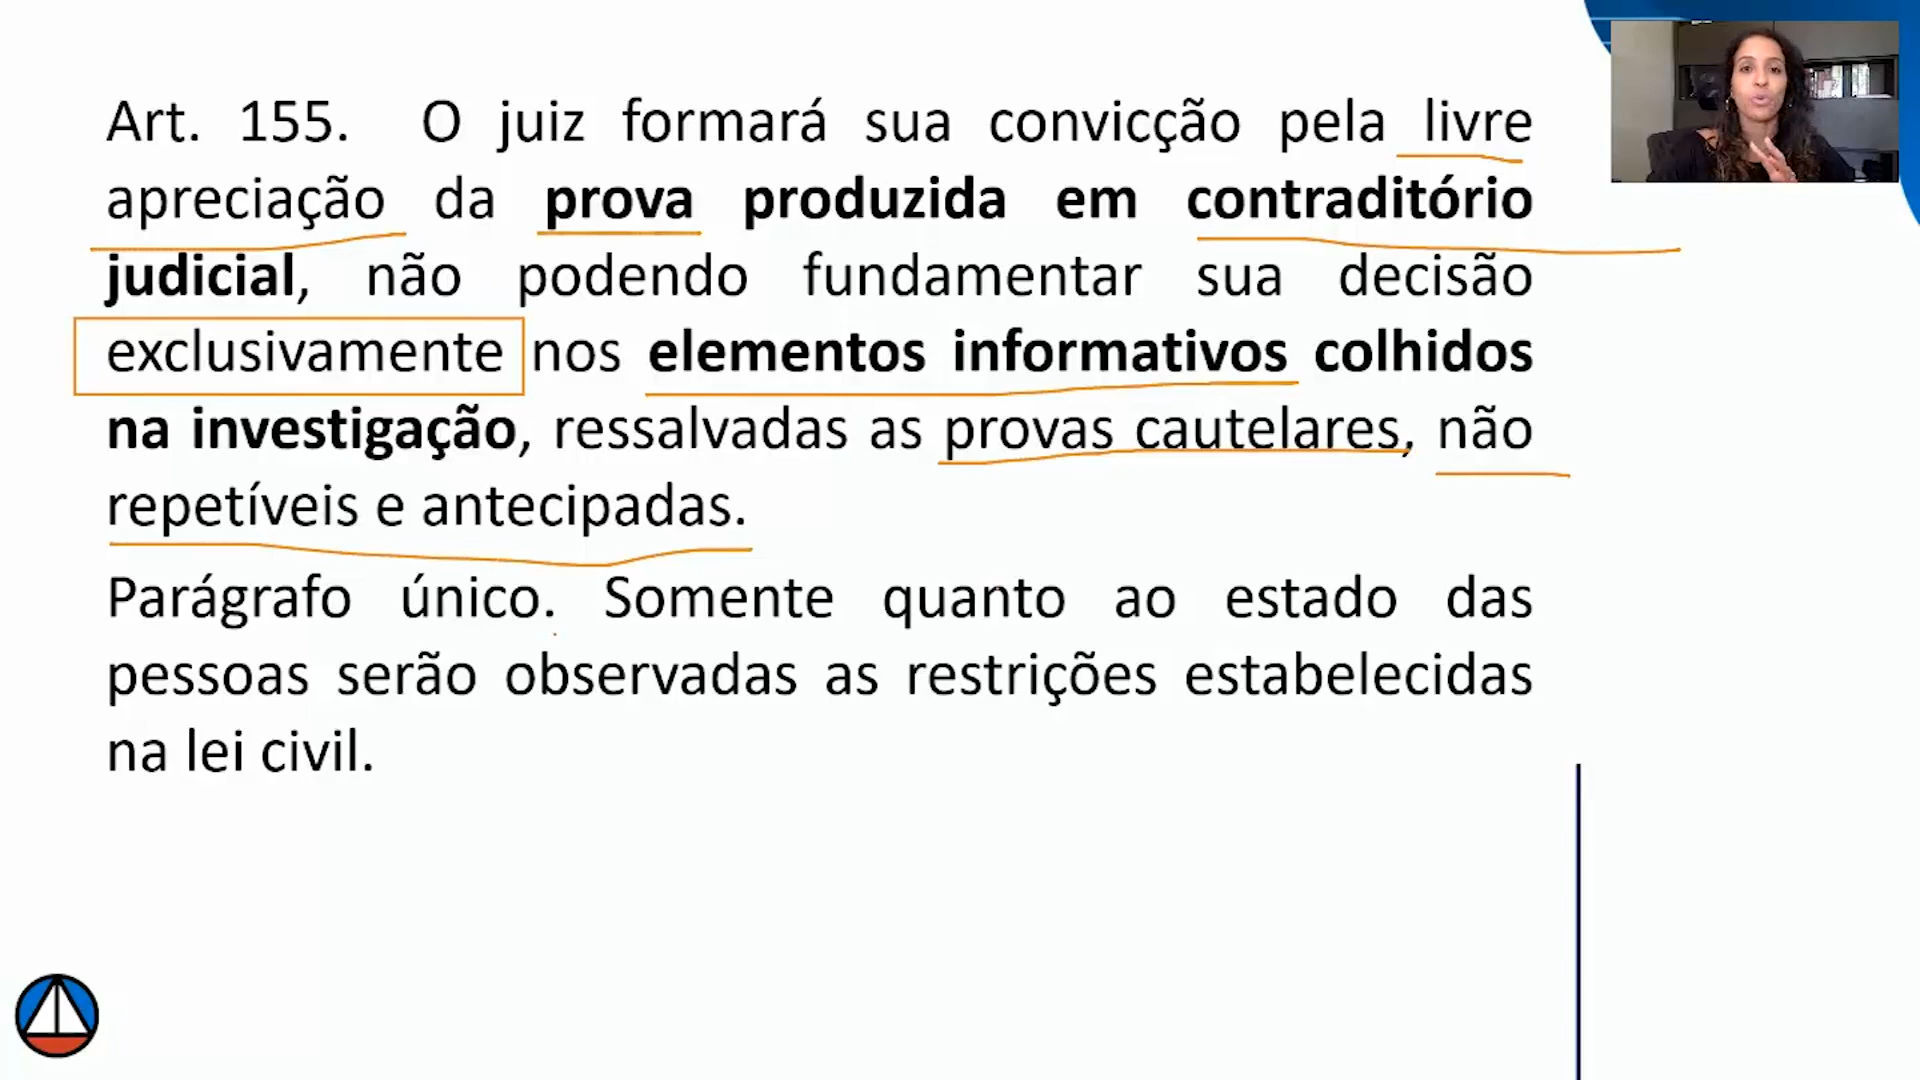 Art. 155. O juiz formará sua convicção pela livre
apreciação da prova produzida em contraditório
judicial, não podendo fundamentar sua decisão
exclusivamente nos elementos informativos colhidos
na investigação, ressalvadas as provas cautelares, não
repetíveis e antecipadas.
Parágrafo único. Somente quanto ao estado das
pessoas serão observadas as restrições estabelecidas
na lei civil.